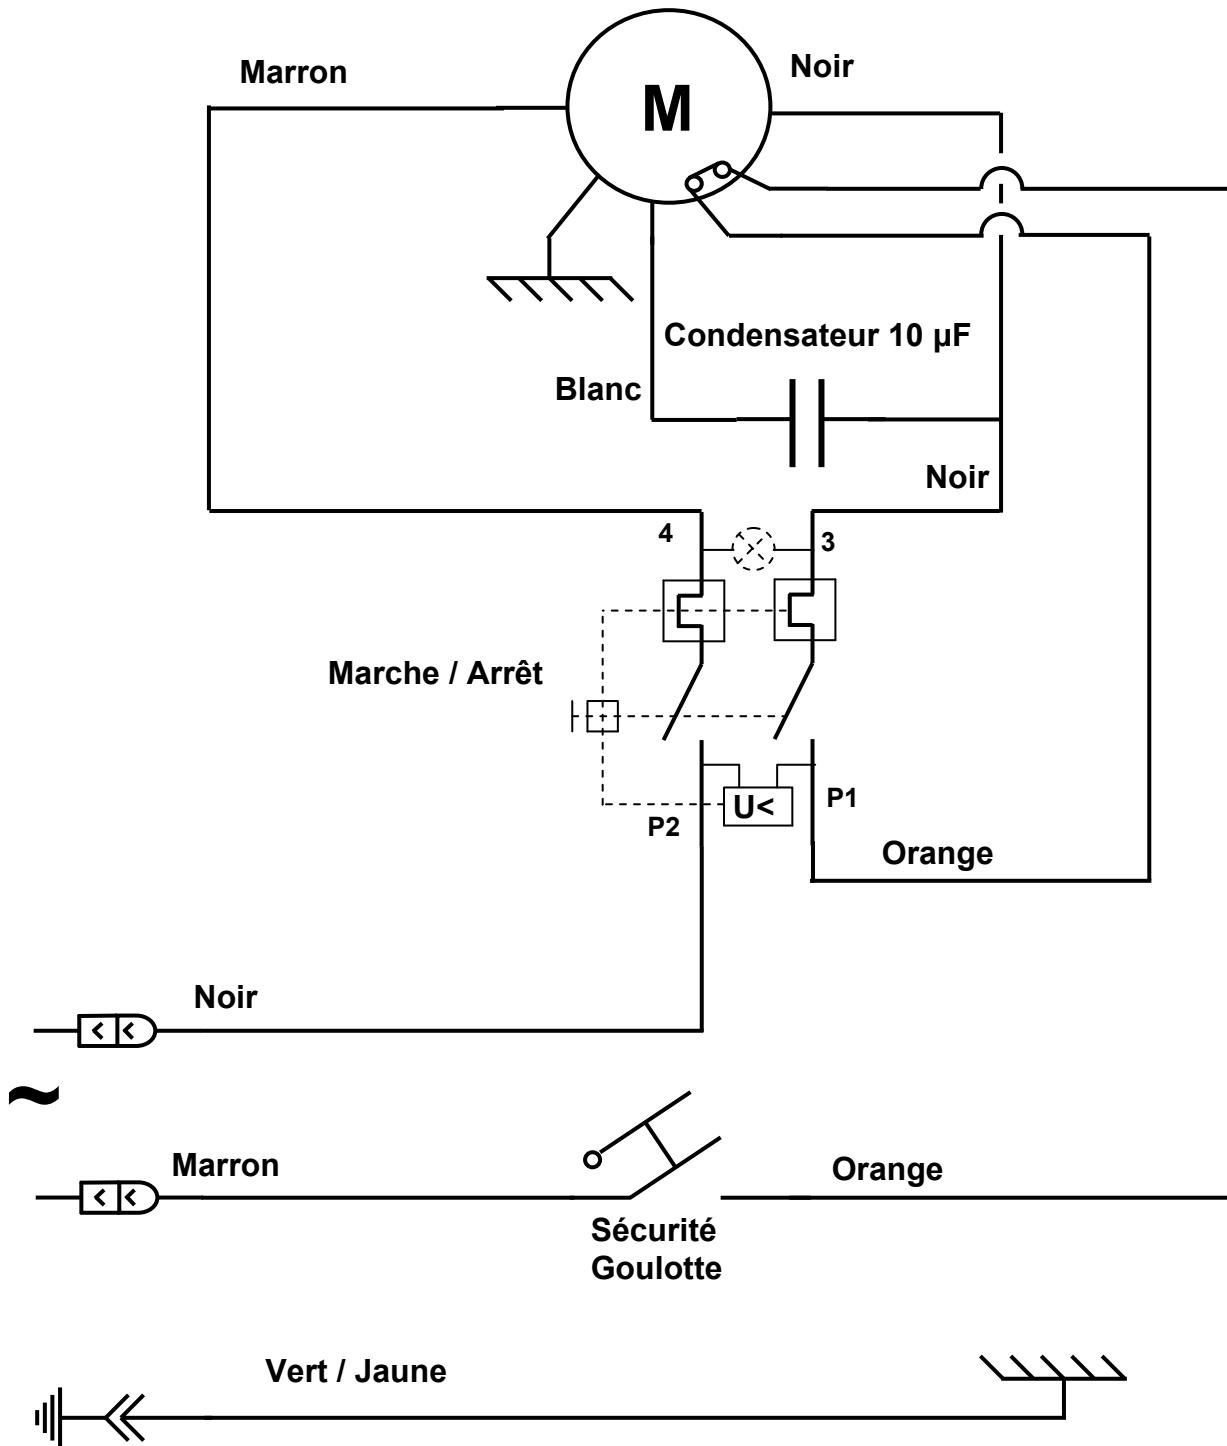 Marron
Noir
M
Condensateur 10 µF
Blanc
Noir
4
3
Marche / Arrêt
U<
P1
P2
Orange
Noir
~
Marron
Orange
Sécurité
Goulotte
Vert / Jaune